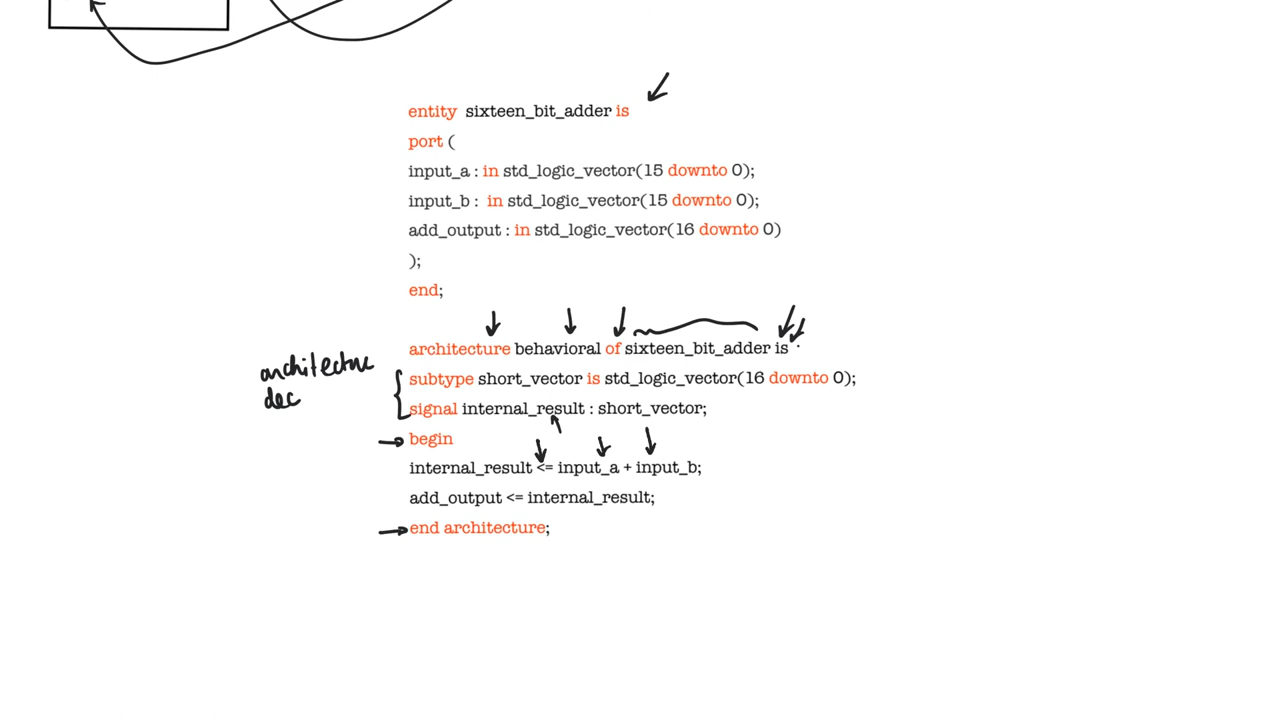 entity sixteen_bit_adder is
port (
input_a : in std_logic_vector(15 downto 0);
input_b : in std_logic_vector(15 downto 0);
add_output : in std_logic_vector(16 downto 0)
);
end;
architecture behavioral of sixteen_bit_adder is
architecture
dec
subtype short_vector is std_logic_vector(16 downto 0);
signal internal_result : short_vector;
begin
internal_result <= input_a + input_b;
add_output <= internal_result;
end architecture;